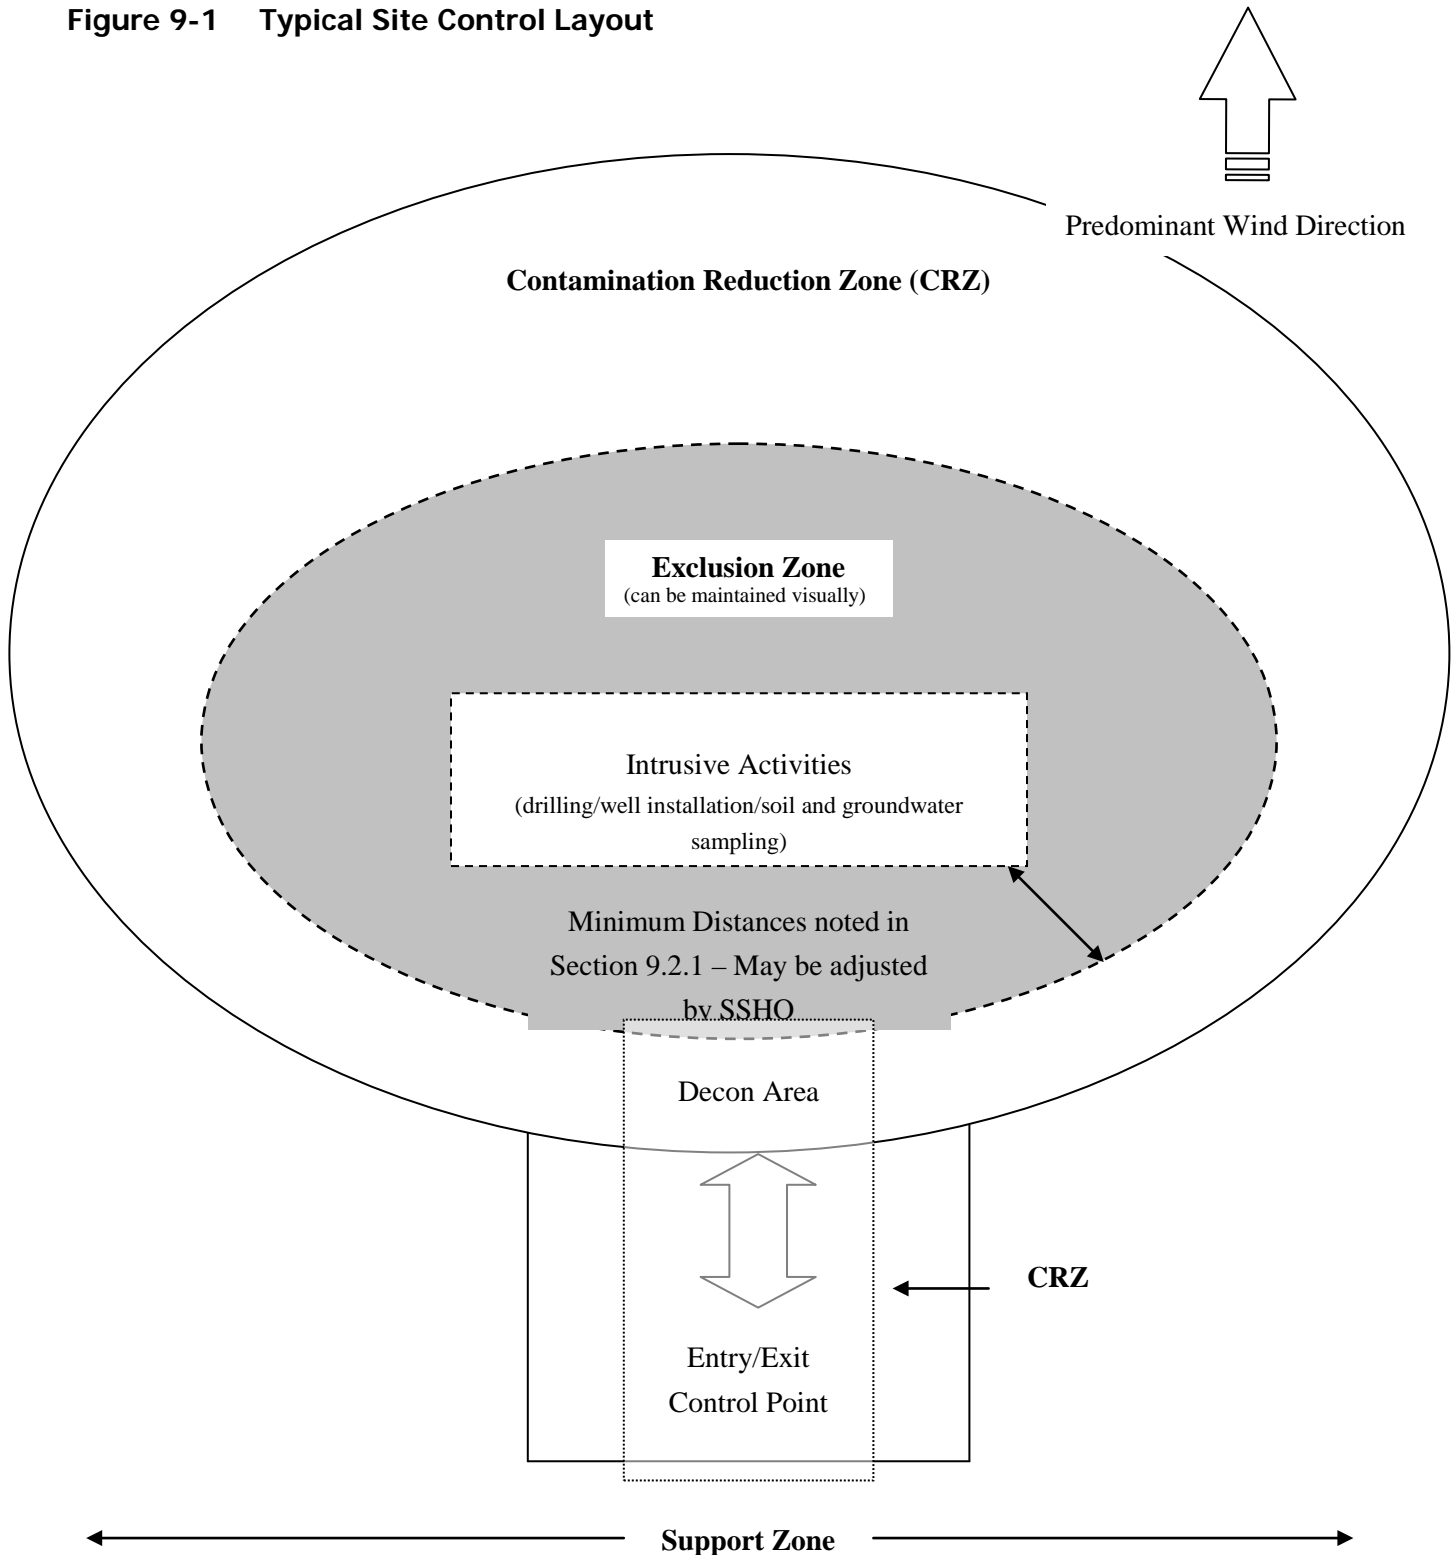 Figure 9-1 Typical Site Control Layout
Predominant Wind Direction
Contamination Reduction Zone (CRZ)
Exclusion Zone
(can be maintained visually)
Intrusive Activities
(drilling/well installation/soil and groundwater
sampling)
Minimum Distances noted in
Section 9.2.1 – May be adjusted
by SSHO
Decon Area
CRZ
Entry/Exit
Control Point
Support Zone